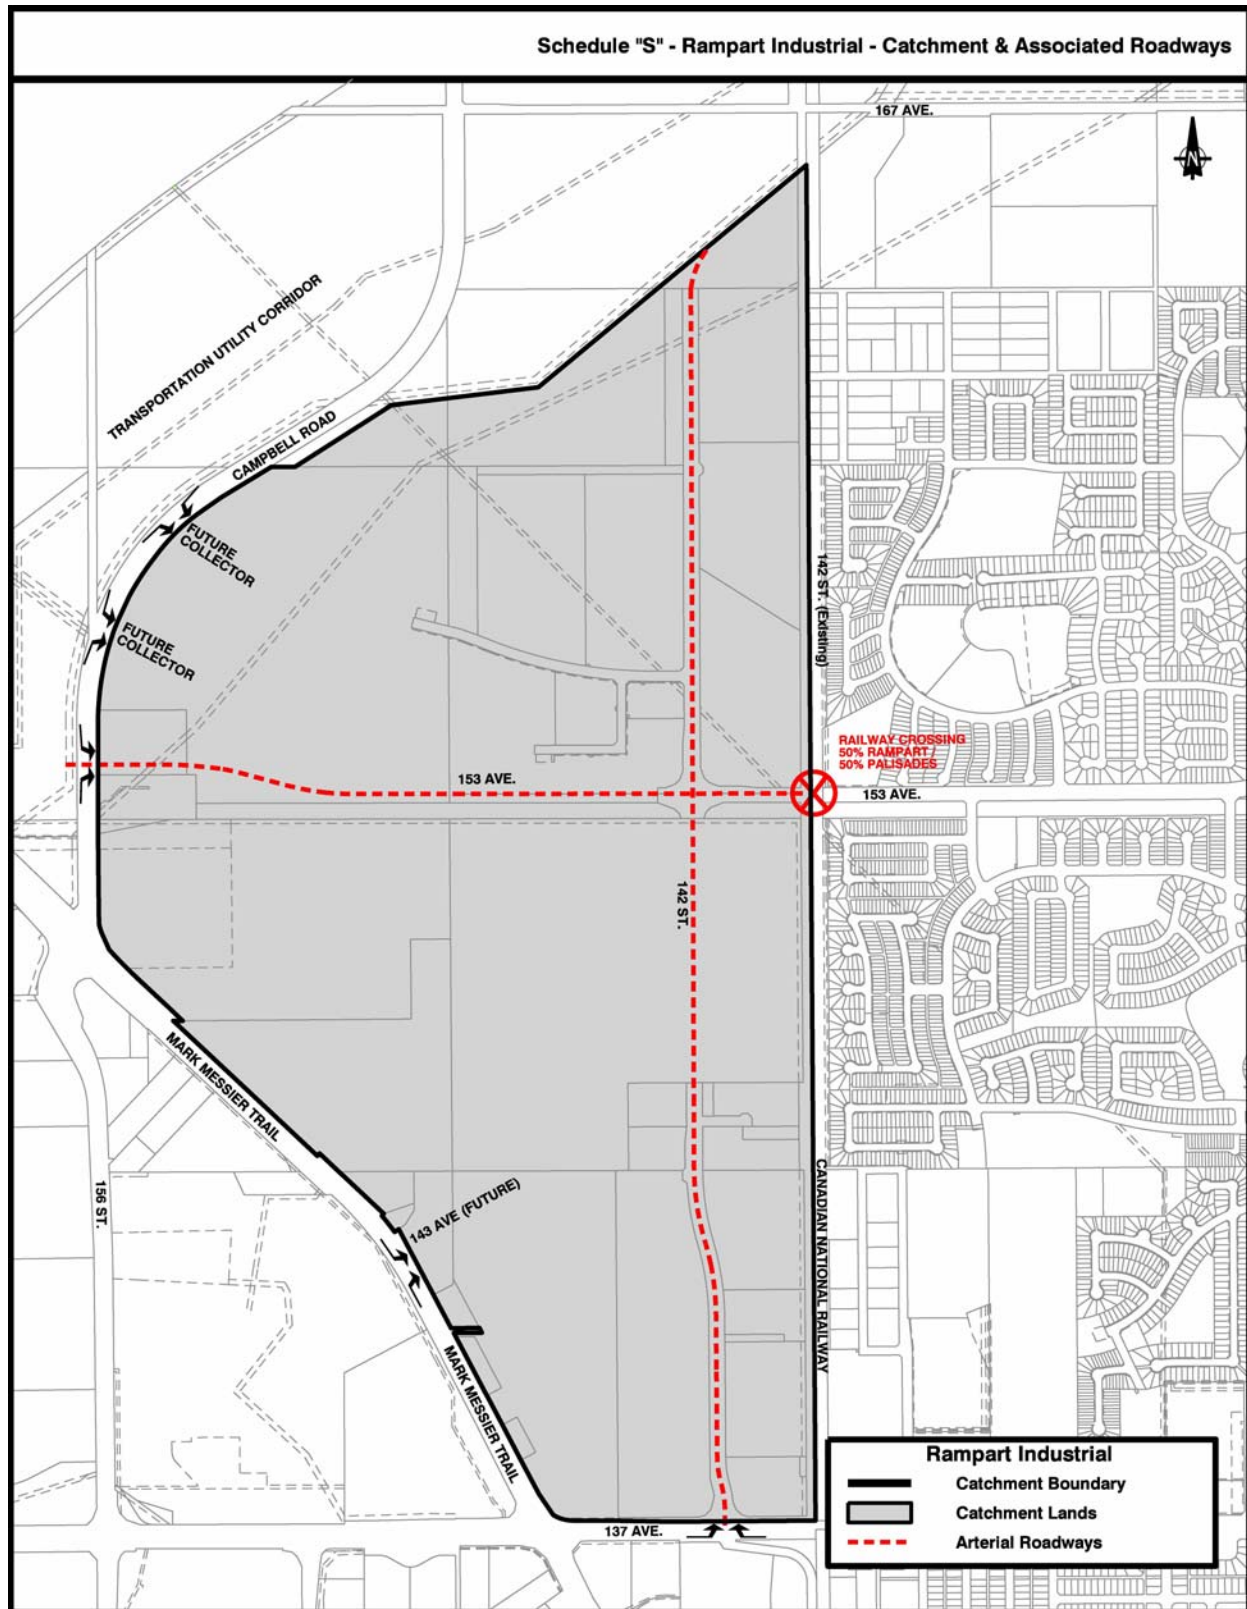 Schedule "S" - Rampart Industrial - Catchment & Associated Roadways
167 AVE.
N
TRANSPORTATION UTILITY CORRIDOR
CAMPBELL ROAD
FUTURE
COLLECTOR
FUTURE
COLLECTOR
142 ST. (Existing)
RAILWAY CROSSING
50% RAMPART /
50% PALISADES
153 AVE.
153 AVE.
142 ST.
MARK MESSIER TRAIL
156 ST.
143 AVE (FUTURE)
CANADIAN NATIONAL RAILWAY
MARK MESSIER TRAIL
137 AVE.
Rampart Industrial
Catchment Boundary
Catchment Lands
Arterial Roadways